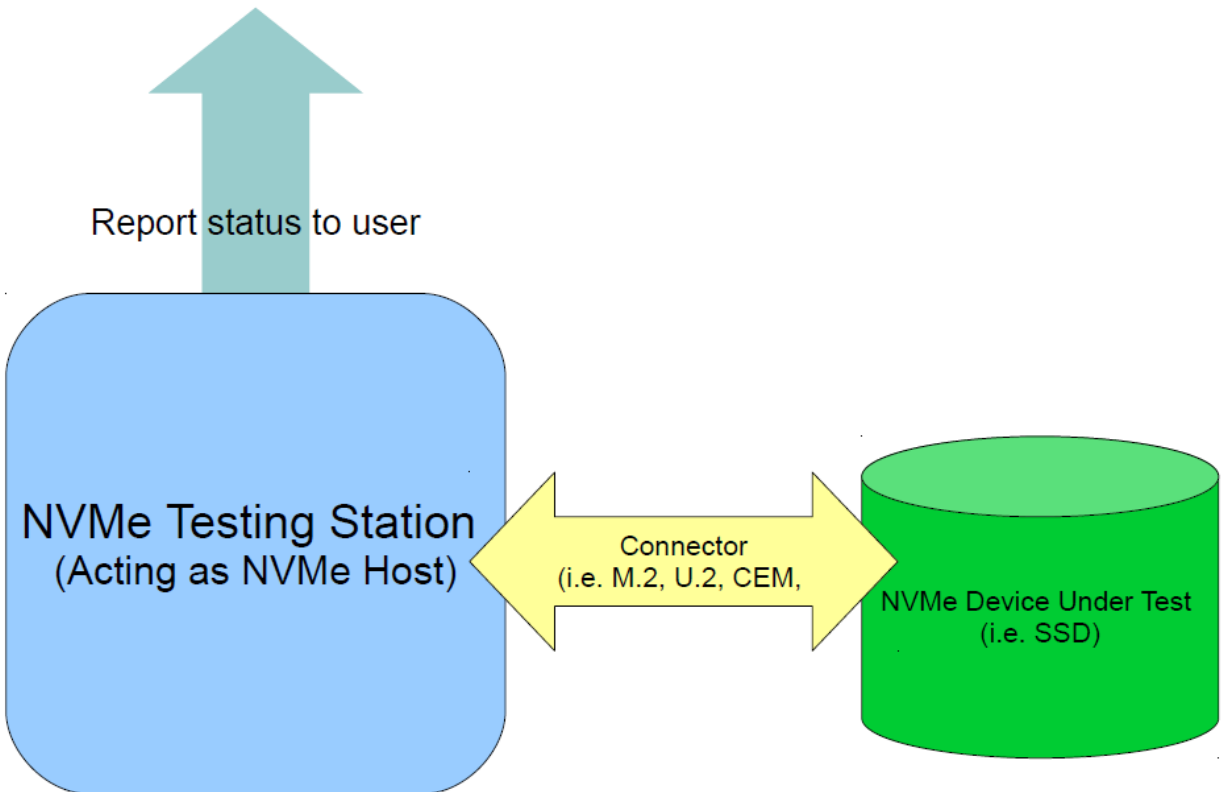 Report status to user
NVMe Testing Station
(Acting as NVMe Host)
Connector
(i.e. M.2, U.2, CEM,
NVMe Device Under Test
(i.e. SSD)